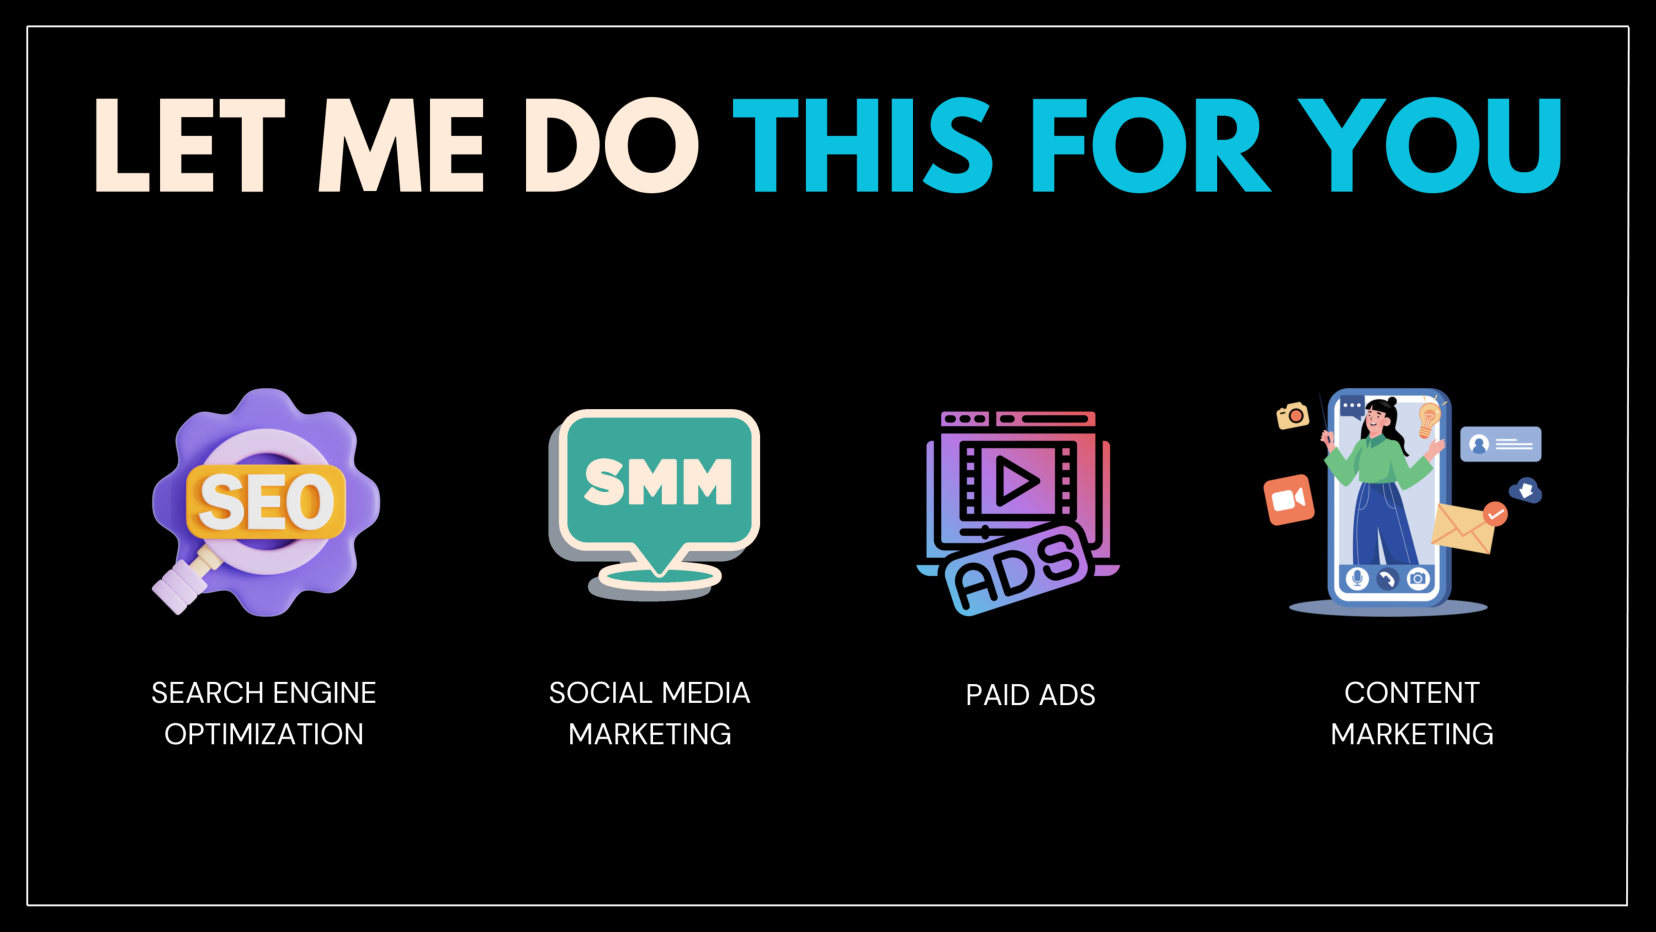 LET ME DO THIS FOR YOU
SEO
SMM
ADS
SEARCH ENGINE
OPTIMIZATION
SOCIAL MEDIA
MARKETING
PAID ADS
CONTENT
MARKETING